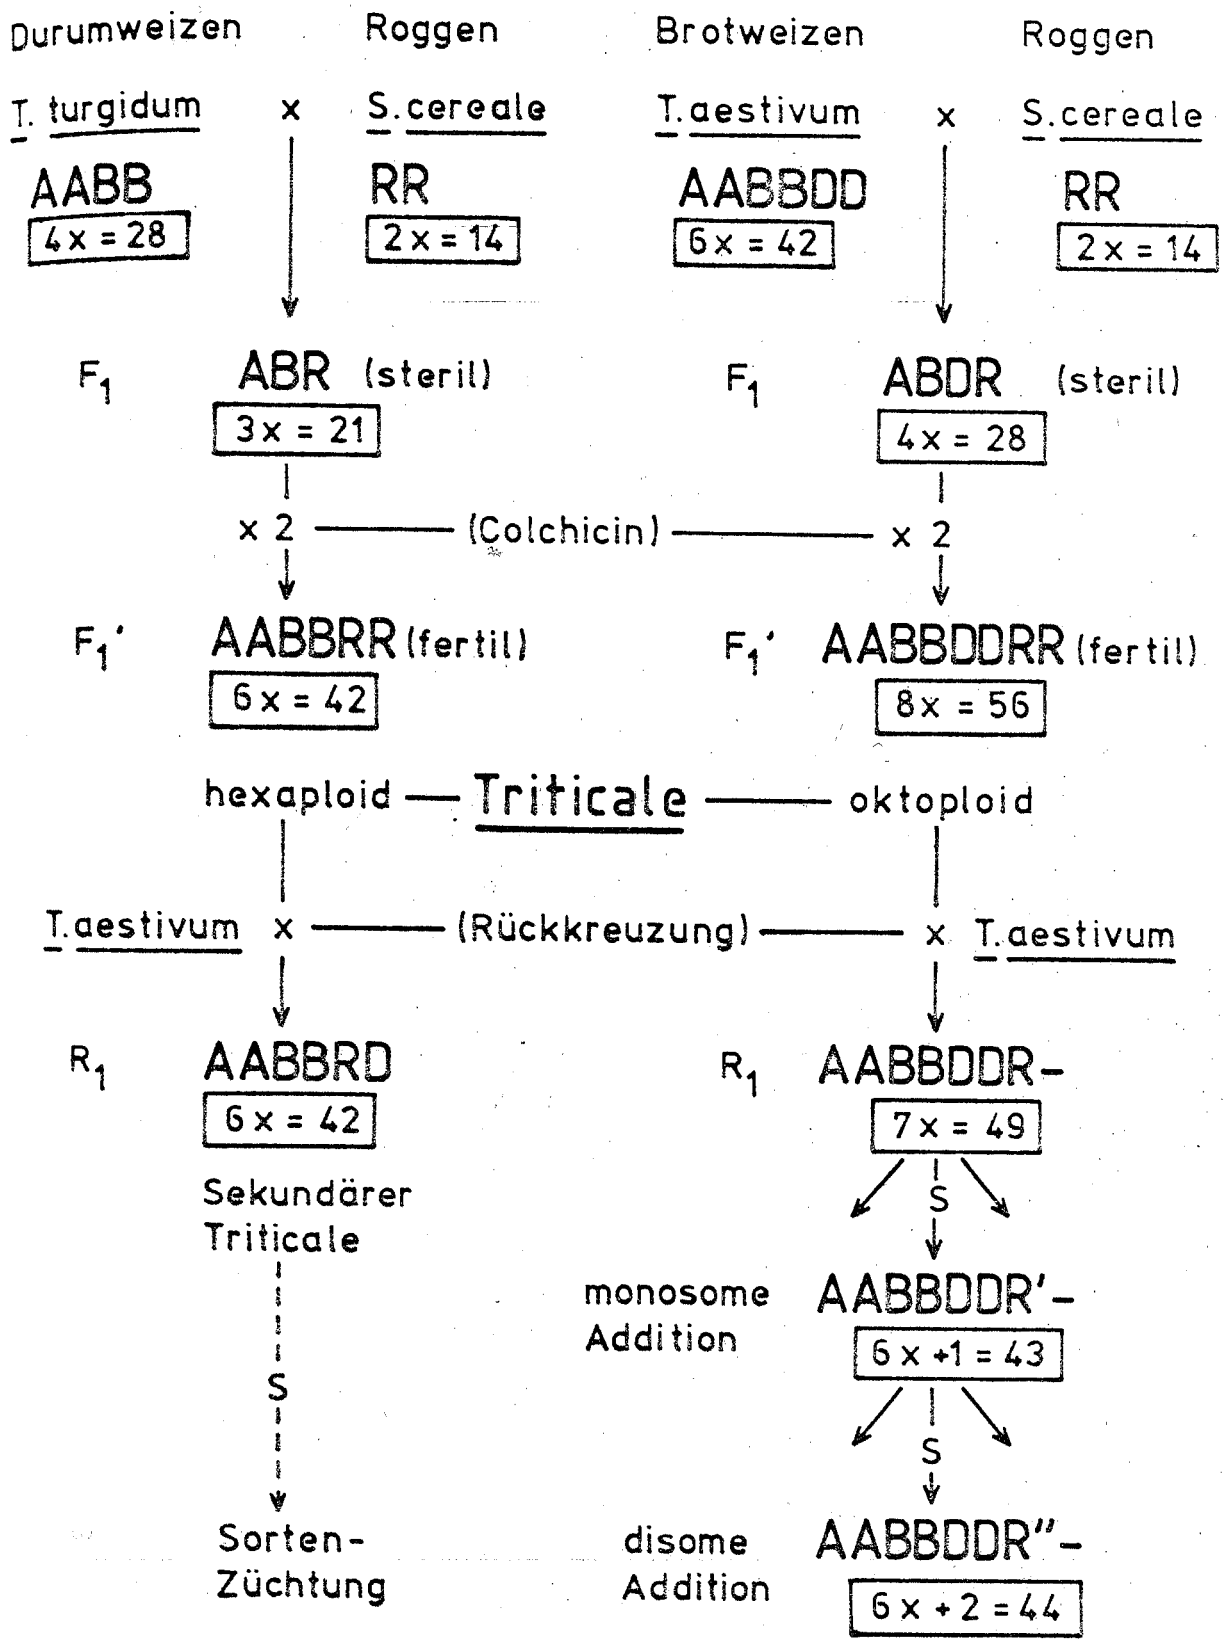 Durumweizen Roggen Brotweizen Roggen
T. turgidum x S. cereale T. aestivum x S. cereale
AABB RR AABBDD RR
4x = 28 2x = 14 6x = 42 2x = 14
F1 ABR (steril) F1 ABDR (steril)
3x = 21 4x = 28
x 2 (Colchicin) x 2
F1' AABBRR (fertil) F1' AABBDDRR (fertil)
6x = 42 8x = 56
hexaploid Triticale oktoploid
T. aestivum x (Rückkreuzung) x T. aestivum
R1 AABBRD R1 AABBDDR-
6x = 42 7x = 49
Sekundärer S
Triticale
monosome AABBDDR'-
Addition 6x +1 = 43
S S
Sorten- disome AABBDDR"-
Züchtung Addition 6x + 2 = 44